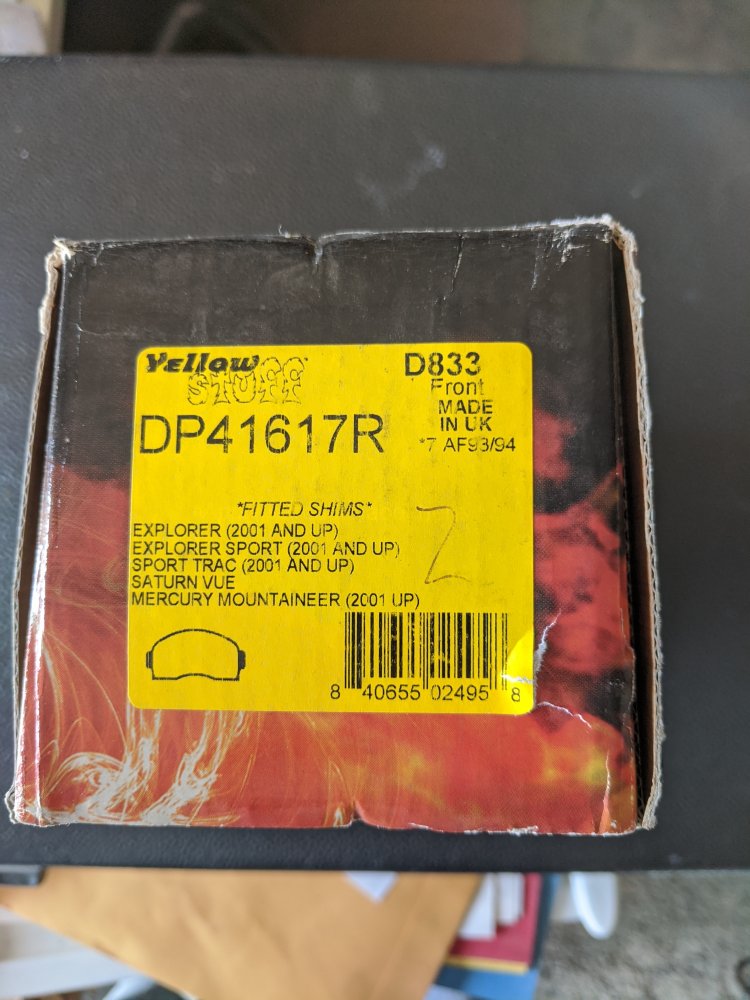 Yellow
STUFF
D833
Front
MADE
IN UK
*7 AF93/94
DP41617R
*FITTED SHIMS*
EXPLORER (2001 AND UP)
EXPLORER SPORT (2001 AND UP)
SPORT TRAC (2001 AND UP)
SATURN VUE
MERCURY MOUNTAINEER (2001 UP)
2
8 40655 02495 8